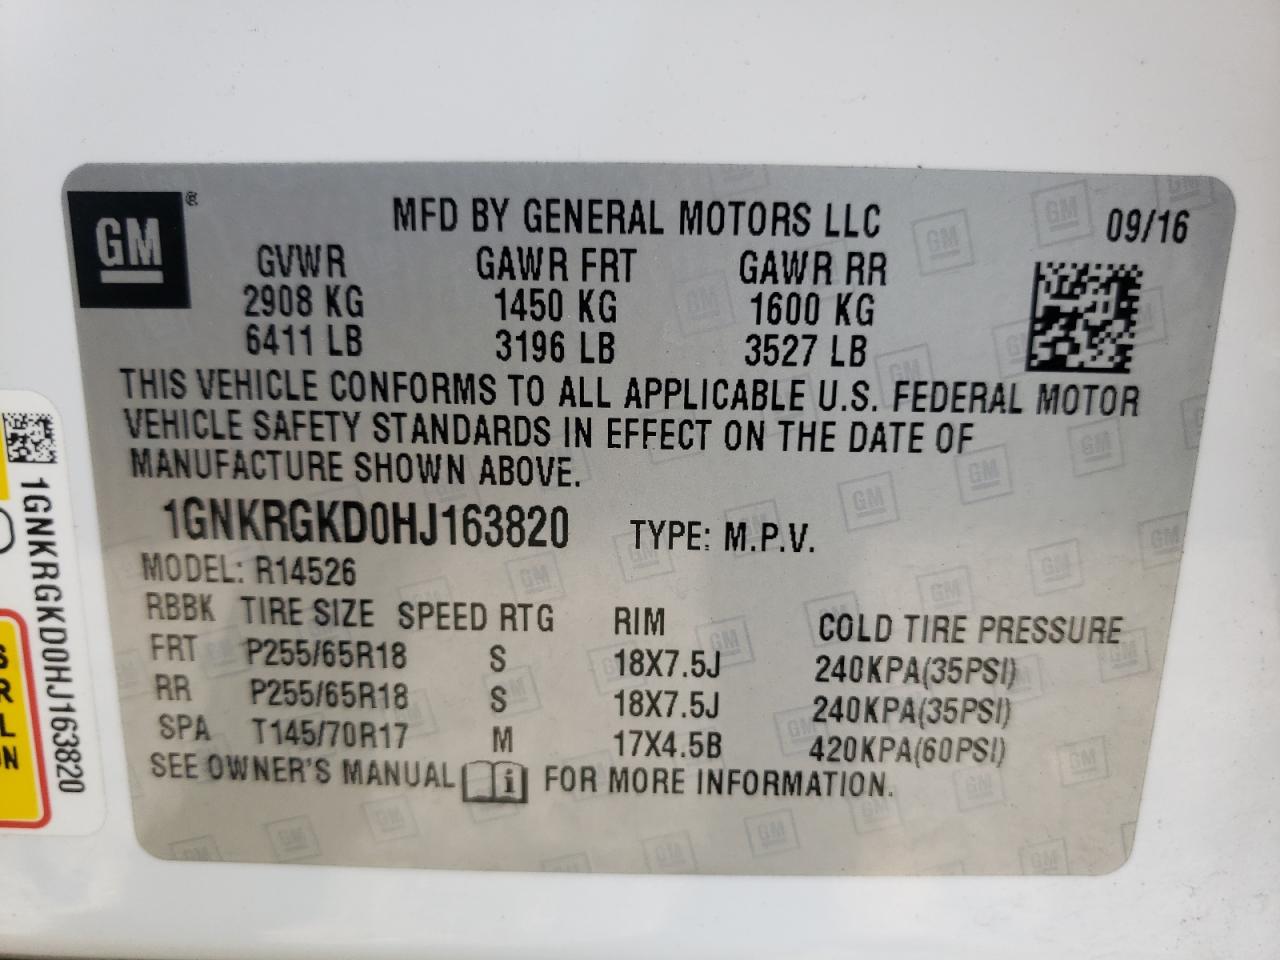 GM ®
MFD BY GENERAL MOTORS LLC 09/16
GVWR GAWR FRT GAWR RR
2908 KG 1450 KG 1600 KG
6411 LB 3196 LB 3527 LB
THIS VEHICLE CONFORMS TO ALL APPLICABLE U.S. FEDERAL MOTOR
VEHICLE SAFETY STANDARDS IN EFFECT ON THE DATE OF
MANUFACTURE SHOWN ABOVE.
1GNKRGKD0HJ163820 TYPE: M.P.V.
MODEL: R14526
RBBK TIRE SIZE SPEED RTG RIM COLD TIRE PRESSURE
FRT P255/65R18 S 18X7.5J 240KPA(35PSI)
RR P255/65R18 S 18X7.5J 240KPA(35PSI)
SPA T145/70R17 M 17X4.5B 420KPA(60PSI)
SEE OWNER'S MANUAL i FOR MORE INFORMATION.
1GNKRGKD0HJ163820
S
R
L
N